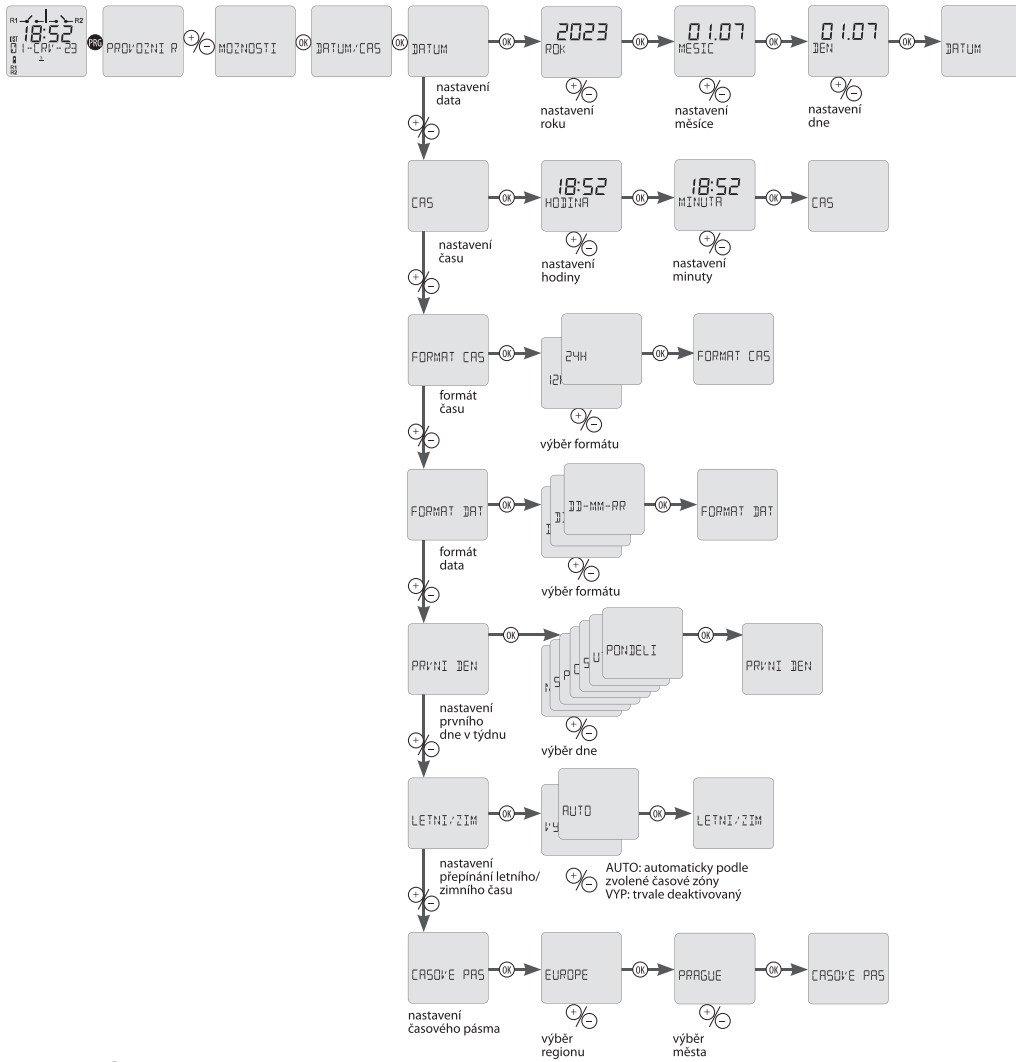 R1 R2
18:52
EST
1-CRV-23
R1
R2
PRG
PROVOZNI R
+/-
MOZNOSTI
OK
DATUM/CAS
OK
DATUM
OK
2023
ROK
OK
01.07
MESIC
OK
01.07
DEN
OK
DATUM
nastavení
data
+/-
nastavení
roku
+/-
nastavení
měsíce
+/-
nastavení
dne
+/-
CAS
OK
18:52
HODINA
OK
18:52
MINUTA
OK
CAS
nastavení
času
+/-
nastavení
hodiny
+/-
nastavení
minuty
+/-
FORMAT CAS
OK
24H
12H
OK
FORMAT CAS
formát
času
+/-
výběr formátu
+/-
FORMAT DAT
OK
DD-MM-RR
OK
FORMAT DAT
formát
data
+/-
výběr formátu
+/-
PRVNI DEN
OK
PONDELI
U
S
P
S
OK
PRVNI DEN
nastavení
prvního
dne v týdnu
+/-
výběr dne
+/-
LETNI/ZIM
OK
AUTO
VY
OK
LETNI/ZIM
nastavení
přepínání letního/
zimního času
+/-
AUTO: automaticky podle
zvolené časové zóny
VYP: trvale deaktivovaný
+/-
CASOVE PAS
OK
EUROPE
OK
PRAGUE
OK
CASOVE PAS
nastavení
časového pásma
+/-
výběr
regionu
+/-
výběr
města